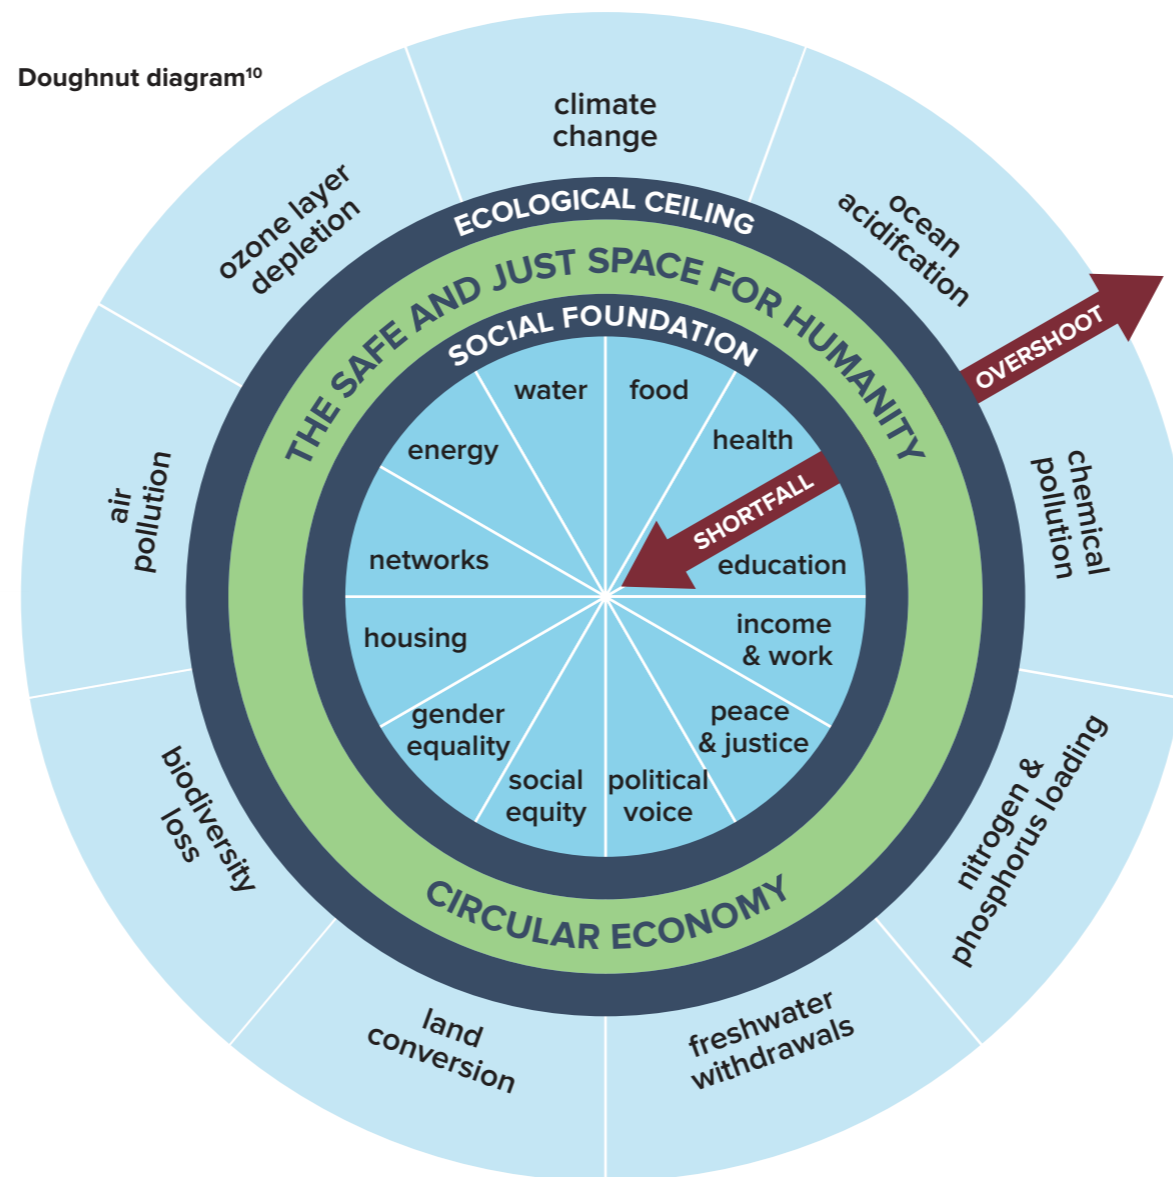 Doughnut diagram¹⁰
climate
change
ocean
acidifcation
OVERSHOOT
chemical
pollution
nitrogen &
phosphorus loading
freshwater
withdrawals
land
conversion
biodiversity
loss
air
pollution
ozone layer
depletion
ECOLOGICAL CEILING
THE SAFE AND JUST SPACE FOR HUMANITY
SOCIAL FOUNDATION
water
food
health
SHORTFALL
education
income
& work
peace
& justice
political
voice
social
equity
gender
equality
housing
networks
energy
CIRCULAR ECONOMY